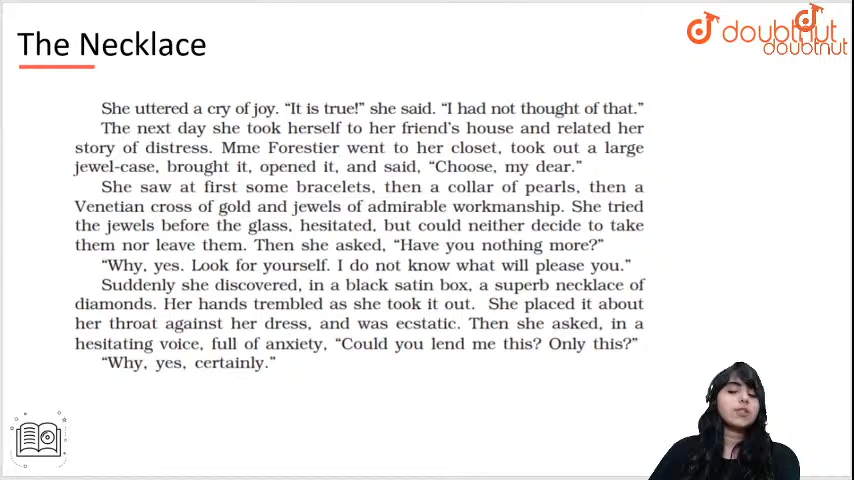 The Necklace
doubtnut
doubtnut
She uttered a cry of joy. “It is true!” she said. “I had not thought of that.”
The next day she took herself to her friend’s house and related her
story of distress. Mme Forestier went to her closet, took out a large
jewel-case, brought it, opened it, and said, “Choose, my dear.”
She saw at first some bracelets, then a collar of pearls, then a
Venetian cross of gold and jewels of admirable workmanship. She tried
the jewels before the glass, hesitated, but could neither decide to take
them nor leave them. Then she asked, “Have you nothing more?”
“Why, yes. Look for yourself. I do not know what will please you.”
Suddenly she discovered, in a black satin box, a superb necklace of
diamonds. Her hands trembled as she took it out. She placed it about
her throat against her dress, and was ecstatic. Then she asked, in a
hesitating voice, full of anxiety, “Could you lend me this? Only this?”
“Why, yes, certainly.”